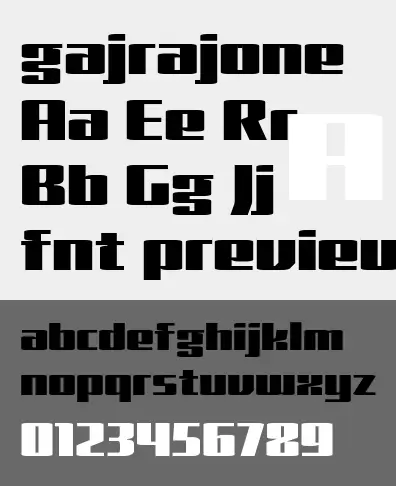 gajrajone
Aa Ee Rr
A
Bb Gg Jj
fnt preview
abcdefghijklm
nopqrstuvwxyz
0123456789